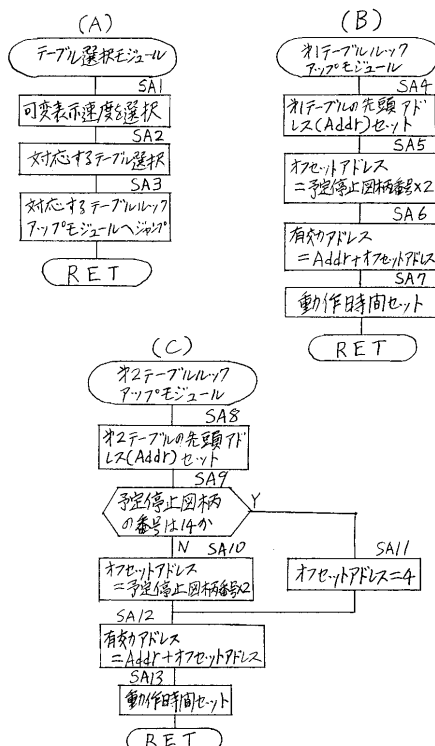 (A)
テーブル選択モジュール
SA1
可変表示速度を選択
SA2
対応するテーブル選択
SA3
対応するテーブルルック
アップモジュールへジャンプ
RET
(B)
第1テーブルルック
アップモジュール
SA4
第1テーブルの先頭アド
レス(Addr)セット
SA5
オフセットアドレス
=予定停止図柄番号×2
SA6
有効アドレス
=Addr+オフセットアドレス
SA7
動作時間セット
RET
(C)
第2テーブルルック
アップモジュール
SA8
第2テーブルの先頭アド
レス(Addr)セット
SA9
予定停止図柄
の番号は14か
Y
N
SA10
オフセットアドレス
=予定停止図柄番号×2
SA11
オフセットアドレス=4
SA12
有効アドレス
=Addr+オフセットアドレス
SA13
動作時間セット
RET